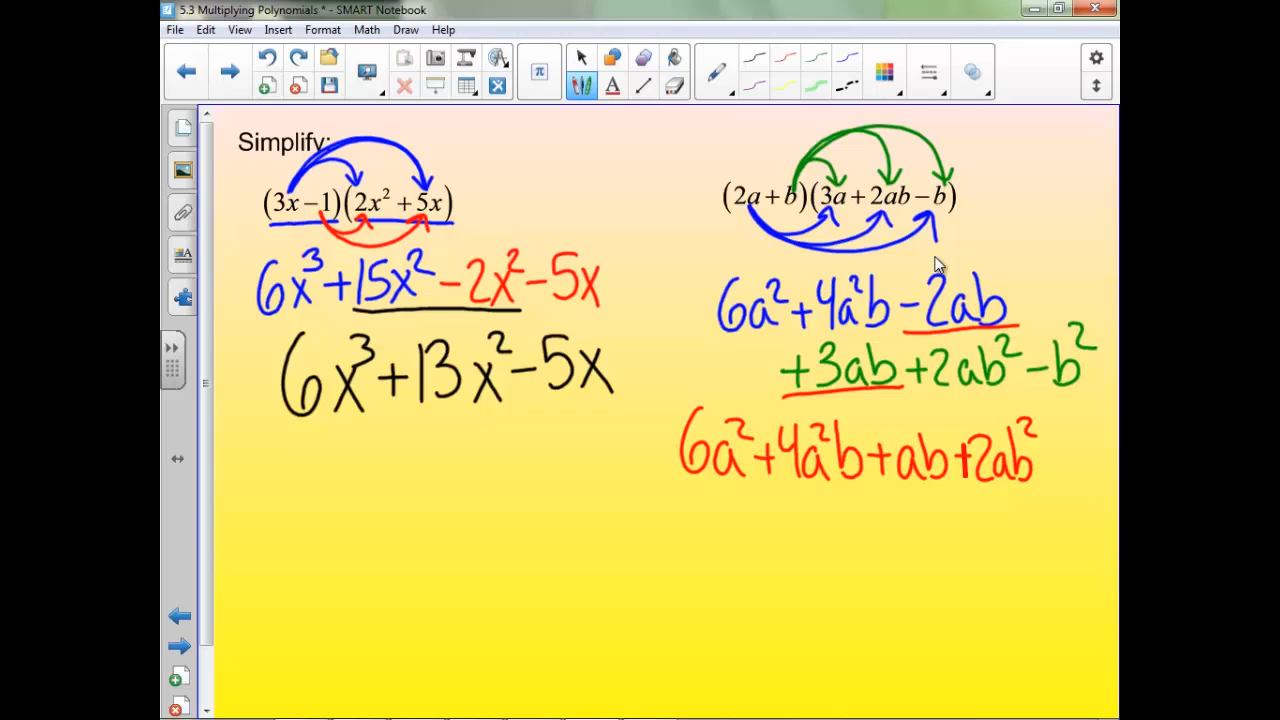 5.3 Multiplying Polynomials * - SMART Notebook
File Edit View Insert Format Math Draw Help
π
A
Simplify:
(3x − 1)(2x² + 5x)
6x³ + 15x² − 2x² − 5x
6x³ + 13x² − 5x
(2a + b)(3a + 2ab − b)
6a² + 4a²b − 2ab
+ 3ab + 2ab² − b²
6a² + 4a²b + ab + 2ab²